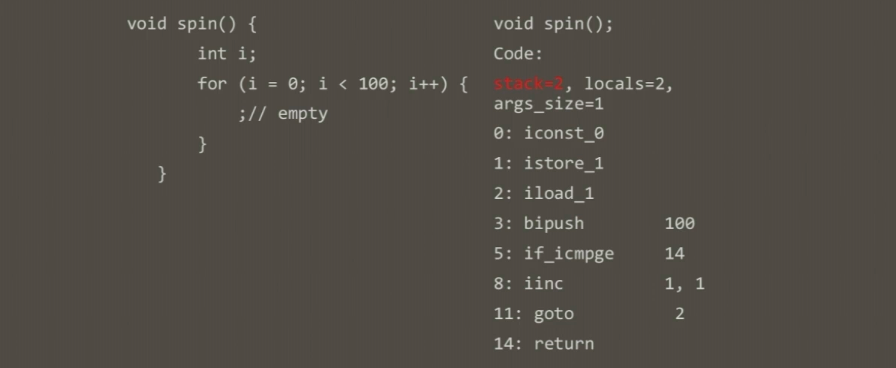 void spin() {
int i;
for (i = 0; i < 100; i++) {
;// empty
}
}
void spin();
Code:
stack=2, locals=2,
args_size=1
0: iconst_0
1: istore_1
2: iload_1
3: bipush 100
5: if_icmpge 14
8: iinc 1, 1
11: goto 2
14: return